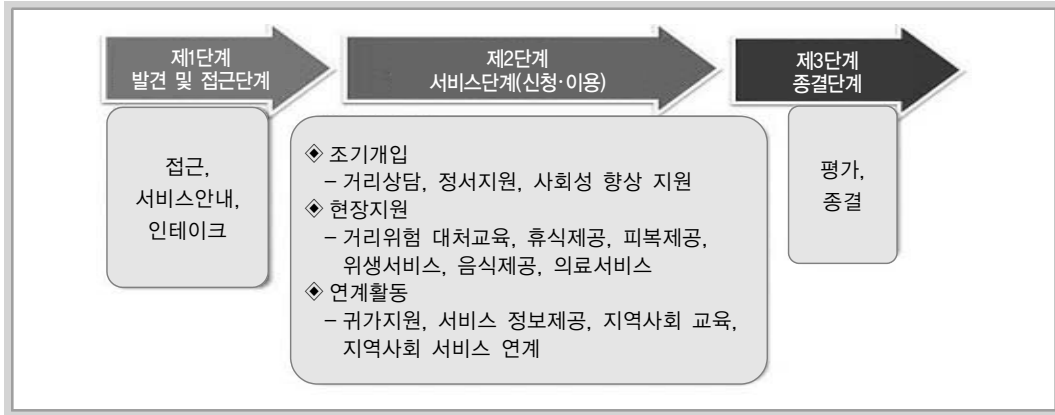 제1단계
발견 및 접근단계
제2단계
서비스단계(신청·이용)
제3단계
종결단계
접근,
서비스안내,
인테이크
◈ 조기개입
– 거리상담, 정서지원, 사회성 향상 지원
◈ 현장지원
– 거리위험 대처교육, 휴식제공, 피복제공,
위생서비스, 음식제공, 의료서비스
◈ 연계활동
– 귀가지원, 서비스 정보제공, 지역사회 교육,
지역사회 서비스 연계
평가,
종결